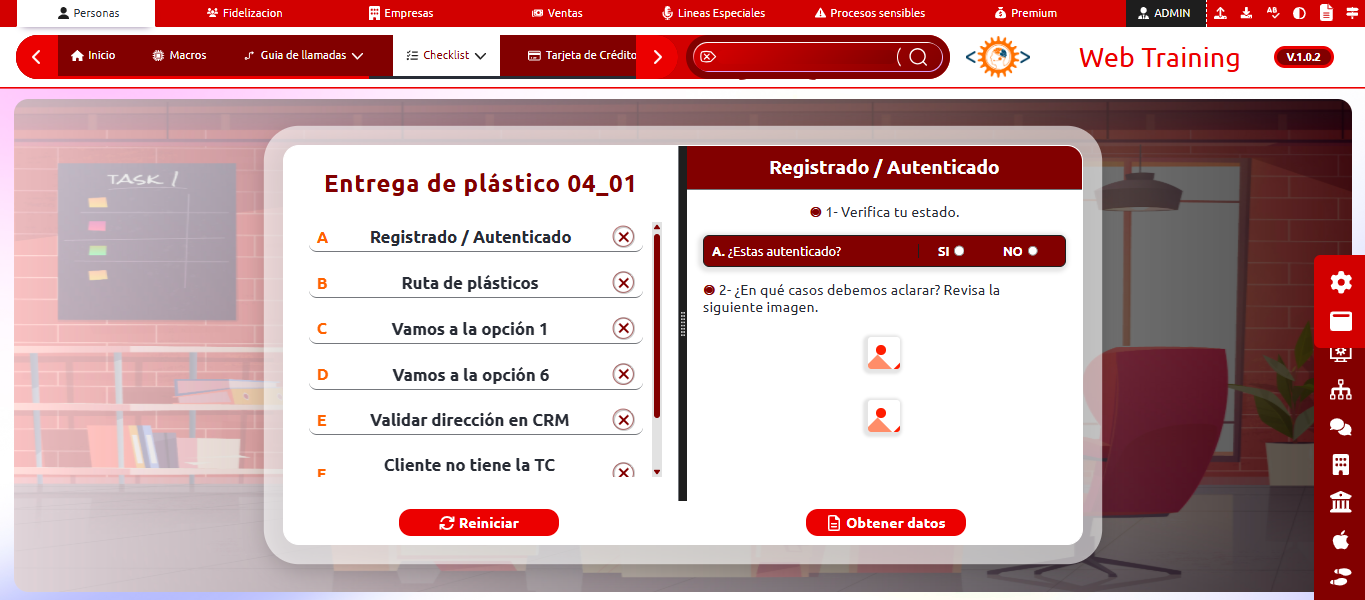 Personas
Fidelizacion
Empresas
Ventas
Lineas Especiales
Procesos sensibles
Premium
ADMIN
Inicio
Macros
Guia de llamadas
Checklist
Tarjeta de Crédito
Web Training
V.1.0.2
TASK 1
Entrega de plástico 04_01
A Registrado / Autenticado
B Ruta de plásticos
C Vamos a la opción 1
D Vamos a la opción 6
E Validar dirección en CRM
Cliente no tiene la TC
Reiniciar
Registrado / Autenticado
1- Verifica tu estado.
A. ¿Estas autenticado? SI NO
2- ¿En qué casos debemos aclarar? Revisa la
siguiente imagen.
Obtener datos